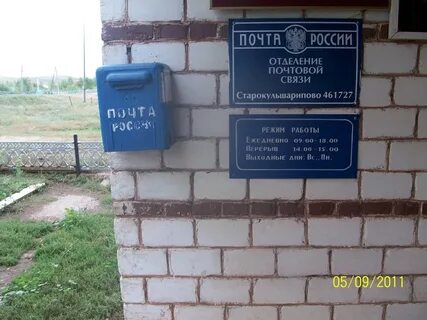 ПОЧТА РОССИИ
ОТДЕЛЕНИЕ
ПОЧТОВОЙ
СВЯЗИ
Старокульшарипово 461727
ПОЧТА
РОССИИ
РЕЖИМ РАБОТЫ
ЕЖЕДНЕВНО 09.00-18.00
ПЕРЕРЫВ 14.00 -15.00
ВЫХОДНЫЕ ДНИ: ВС., ПН.
05/09/2011